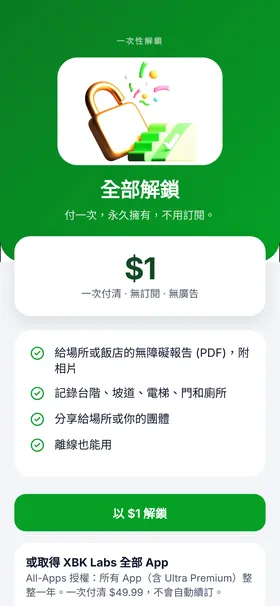 一次性解鎖
全部解鎖
付一次，永久擁有，不用訂閱。
$1
一次付清 · 無訂閱 · 無廣告
給場所或飯店的無障礙報告 (PDF)，附
相片
記錄台階、坡道、電梯、門和廁所
分享給場所或你的團體
離線也能用
以 $1 解鎖
或取得 XBK Labs 全部 App
All-Apps 授權：所有 App（含 Ultra Premium）整
整一年。一次付清 $49.99，不會自動續訂。